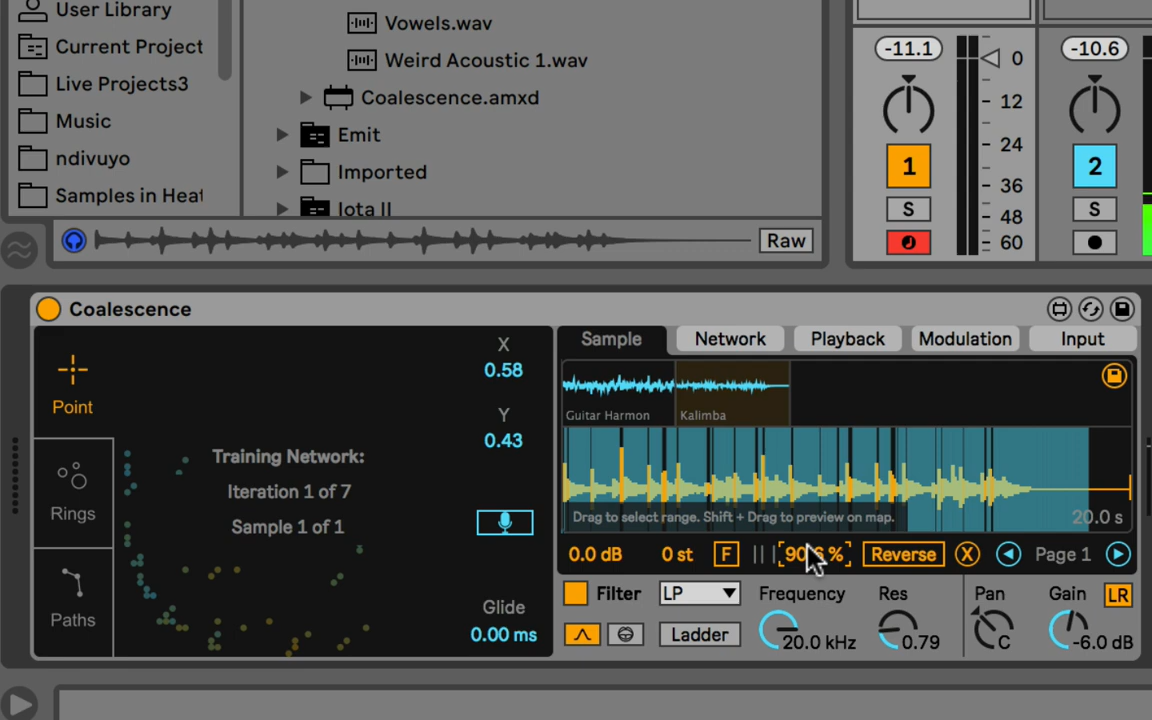 User Library
Current Project
Live Projects3
Music
ndivuyo
Samples in Heat
Vowels.wav
Weird Acoustic 1.wav
Coalescence.amxd
Emit
Imported
Iota II
Raw
-11.1
0
12
24
36
48
60
1
S
-10.6
2
S
Coalescence
Point
Rings
Paths
Training Network:
Iteration 1 of 7
Sample 1 of 1
X
0.58
Y
0.43
Glide
0.00 ms
Sample
Network
Playback
Modulation
Input
Guitar Harmon
Kalimba
Drag to select range. Shift + Drag to preview on map.
20.0 s
0.0 dB
0 st
F
Reverse
X
Page 1
Filter
LP
Frequency
Res
Pan
Gain
LR
Ladder
20.0 kHz
0.79
C
-6.0 dB